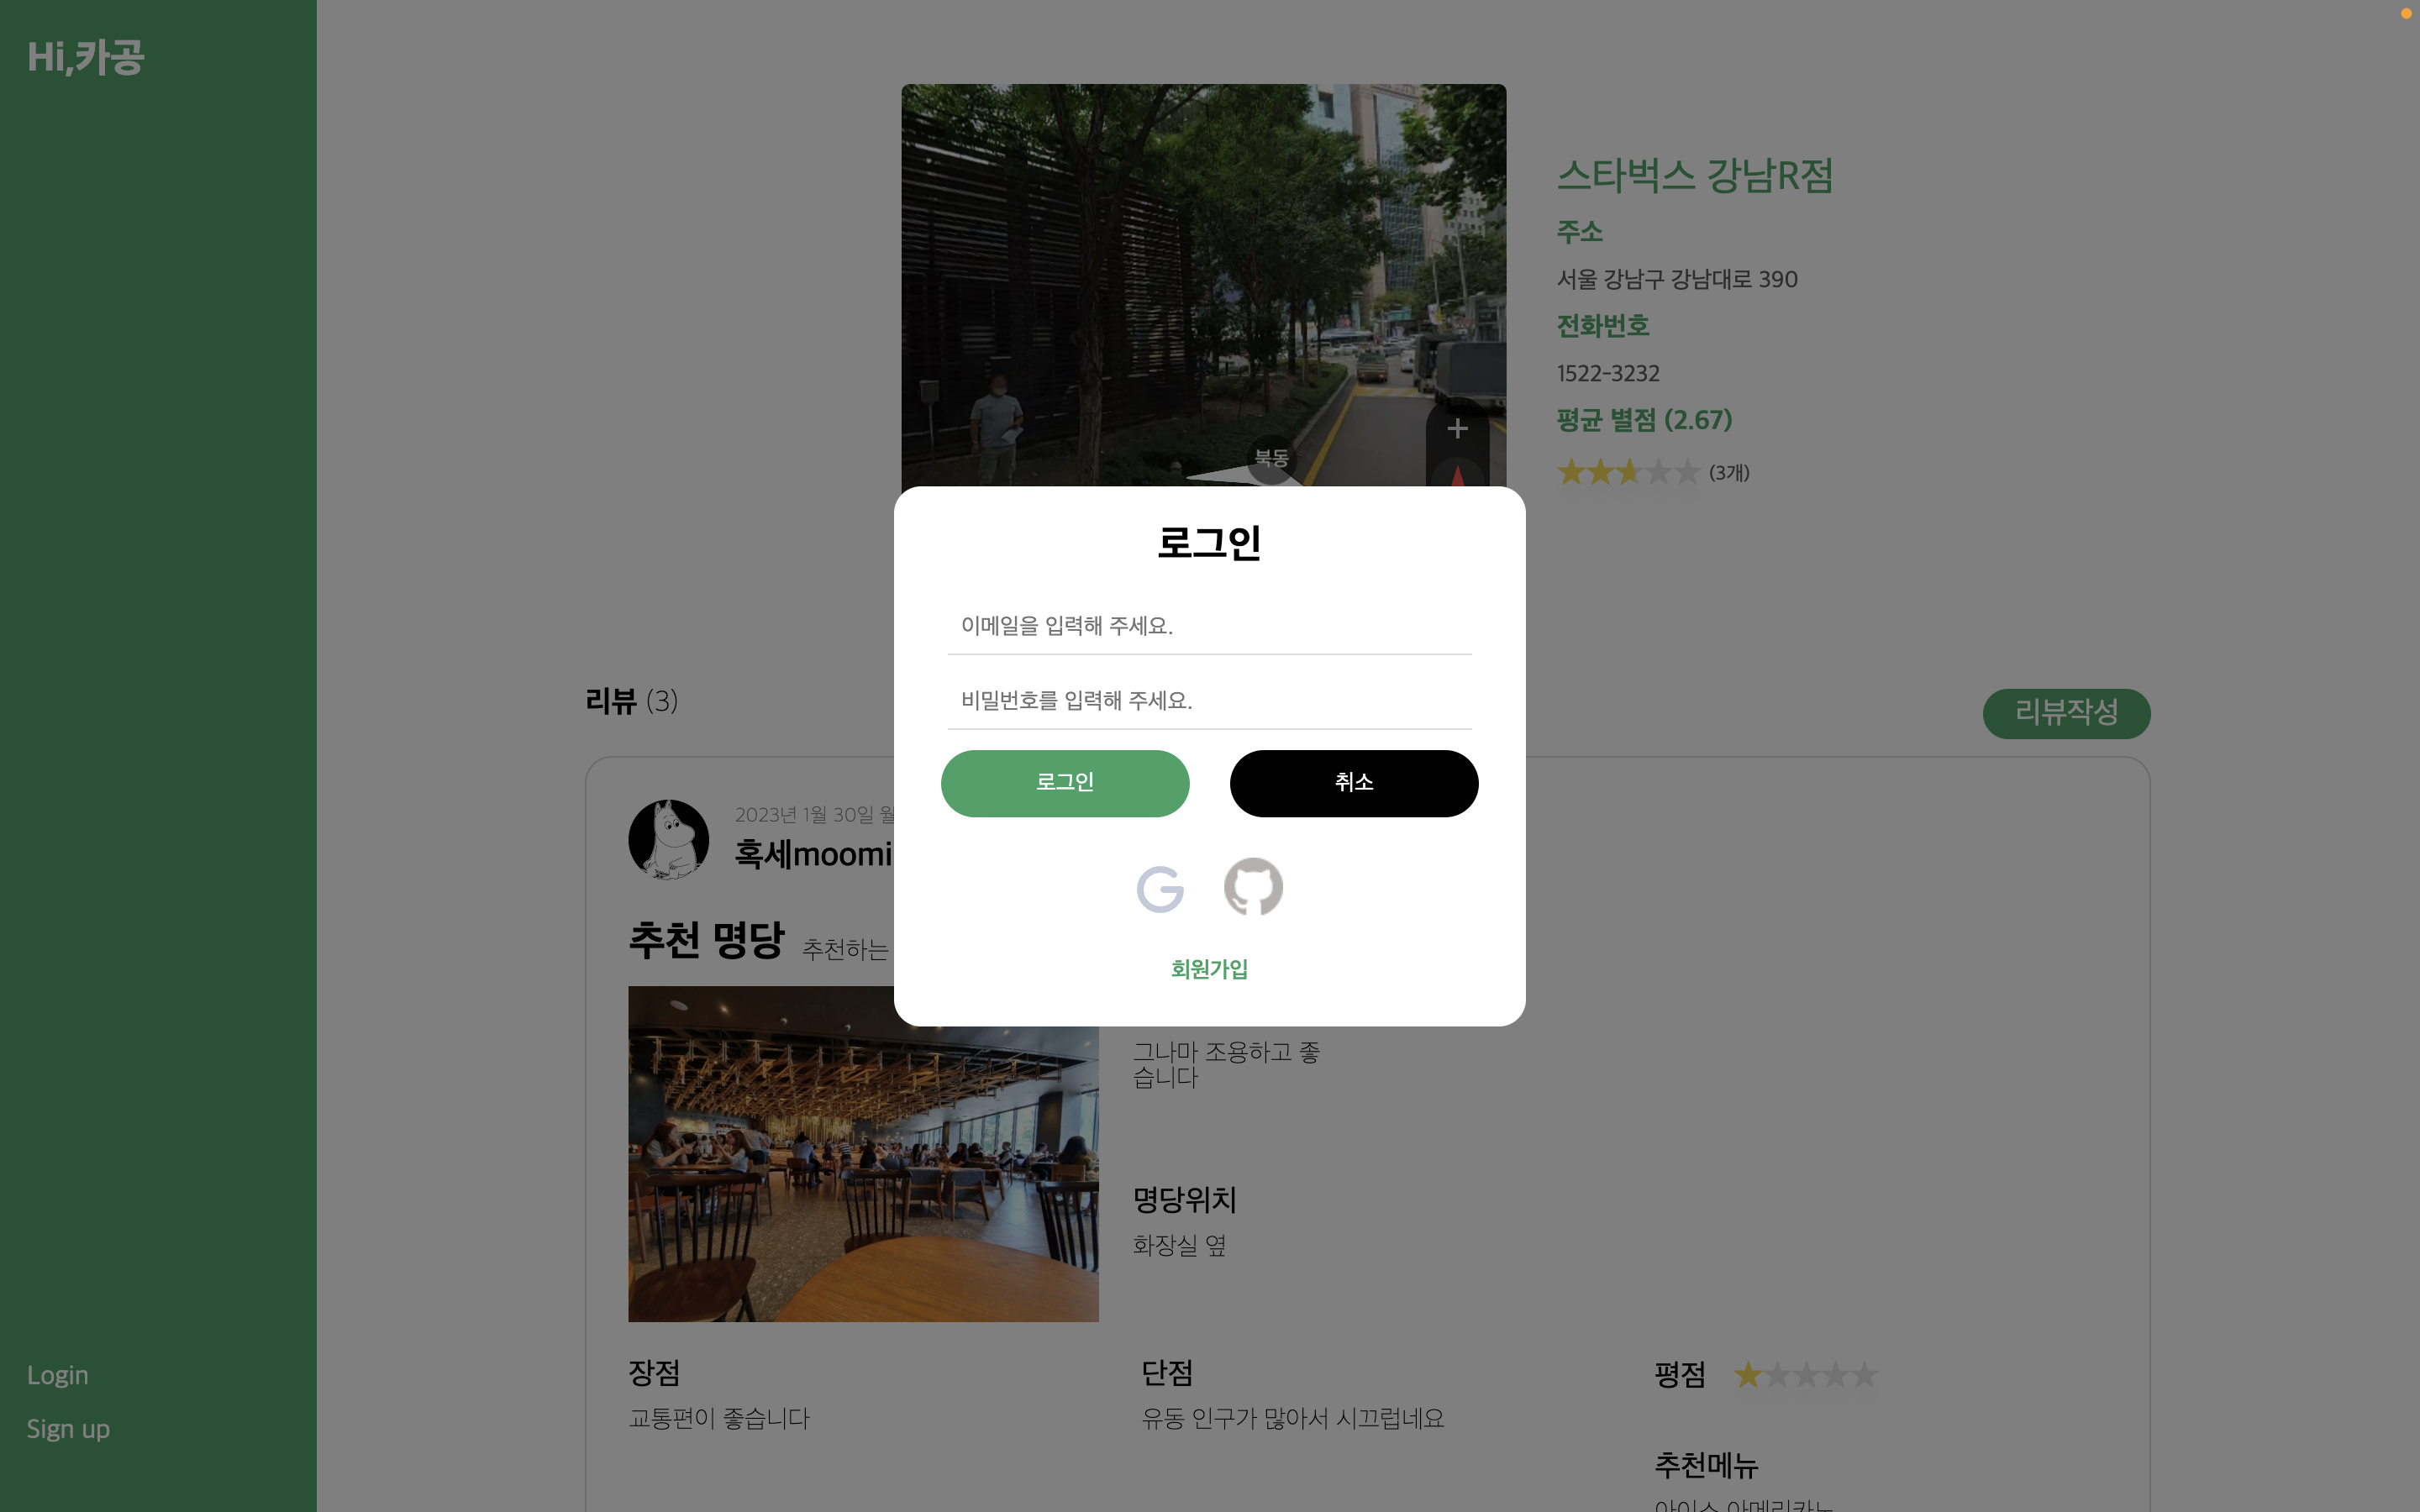 Hi,카공
스타벅스 강남R점
주소
서울 강남구 강남대로 390
전화번호
1522-3232
평균 별점 (2.67)
(3개)
북동
로그인
이메일을 입력해 주세요.
비밀번호를 입력해 주세요.
로그인
취소
회원가입
리뷰 (3)
리뷰작성
2023년 1월 30일
혹세moomi
추천 명당 추천하는
그나마 조용하고 좋
습니다
명당위치
화장실 옆
장점
교통편이 좋습니다
단점
유동 인구가 많아서 시끄럽네요
평점
추천메뉴
아이스 아메리카노
Login
Sign up